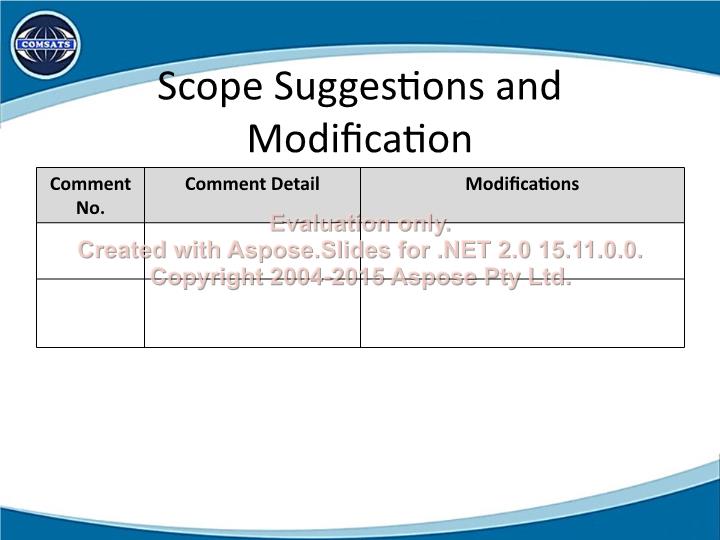 COMSATS
Scope Suggestions and
Modification
Comment
No.
Comment Detail
Modifications
Evaluation only.
Created with Aspose.Slides for .NET 2.0 15.11.0.0.
Copyright 2004-2015 Aspose Pty Ltd.